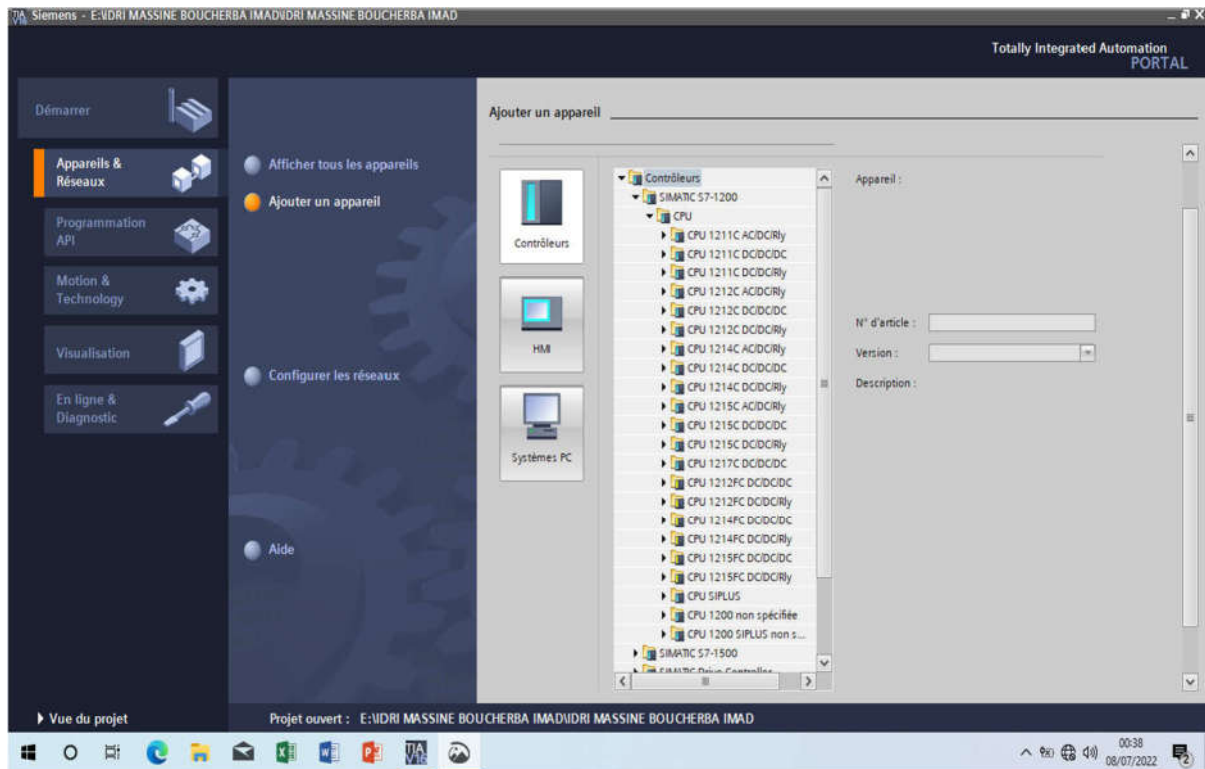 Siemens - E:\IDRI MASSINE BOUCHERBA IMAD\IDRI MASSINE BOUCHERBA IMAD
Totally Integrated Automation
PORTAL
Démarrer
Appareils &
Réseaux
Programmation
API
Motion &
Technology
Visualisation
En ligne &
Diagnostic
Vue du projet
Afficher tous les appareils
Ajouter un appareil
Configurer les réseaux
Aide
Ajouter un appareil
Contrôleurs
HMI
Systèmes PC
Contrôleurs
SIMATIC S7-1200
CPU
CPU 1211C AC/DC/Rly
CPU 1211C DC/DC/DC
CPU 1211C DC/DC/Rly
CPU 1212C AC/DC/Rly
CPU 1212C DC/DC/DC
CPU 1212C DC/DC/Rly
CPU 1214C AC/DC/Rly
CPU 1214C DC/DC/DC
CPU 1214C DC/DC/Rly
CPU 1215C AC/DC/Rly
CPU 1215C DC/DC/DC
CPU 1215C DC/DC/Rly
CPU 1217C DC/DC/DC
CPU 1212FC DC/DC/DC
CPU 1212FC DC/DC/Rly
CPU 1214FC DC/DC/DC
CPU 1214FC DC/DC/Rly
CPU 1215FC DC/DC/DC
CPU 1215FC DC/DC/Rly
CPU SIPLUS
CPU 1200 non spécifiée
CPU 1200 SIPLUS non s...
SIMATIC S7-1500
SIMATIC Drive Controller
Appareil :
N° d'article :
Version :
Description :
Projet ouvert : E:\IDRI MASSINE BOUCHERBA IMAD\IDRI MASSINE BOUCHERBA IMAD
00:38
08/07/2022
2